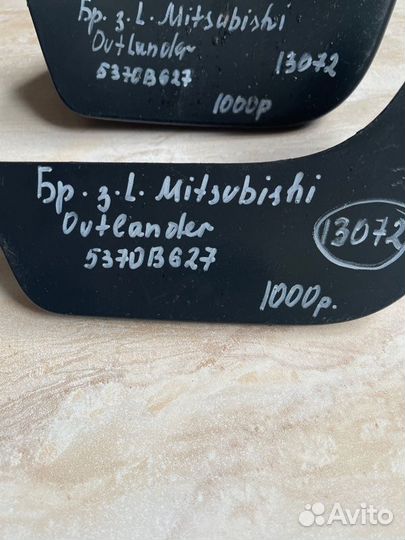 Бр. з. L. Mitsubishi
Outlander
5370B627
13072
1000р
Бр. з. L. Mitsubishi
Outlander
5370B627
13072
1000р.
Avito